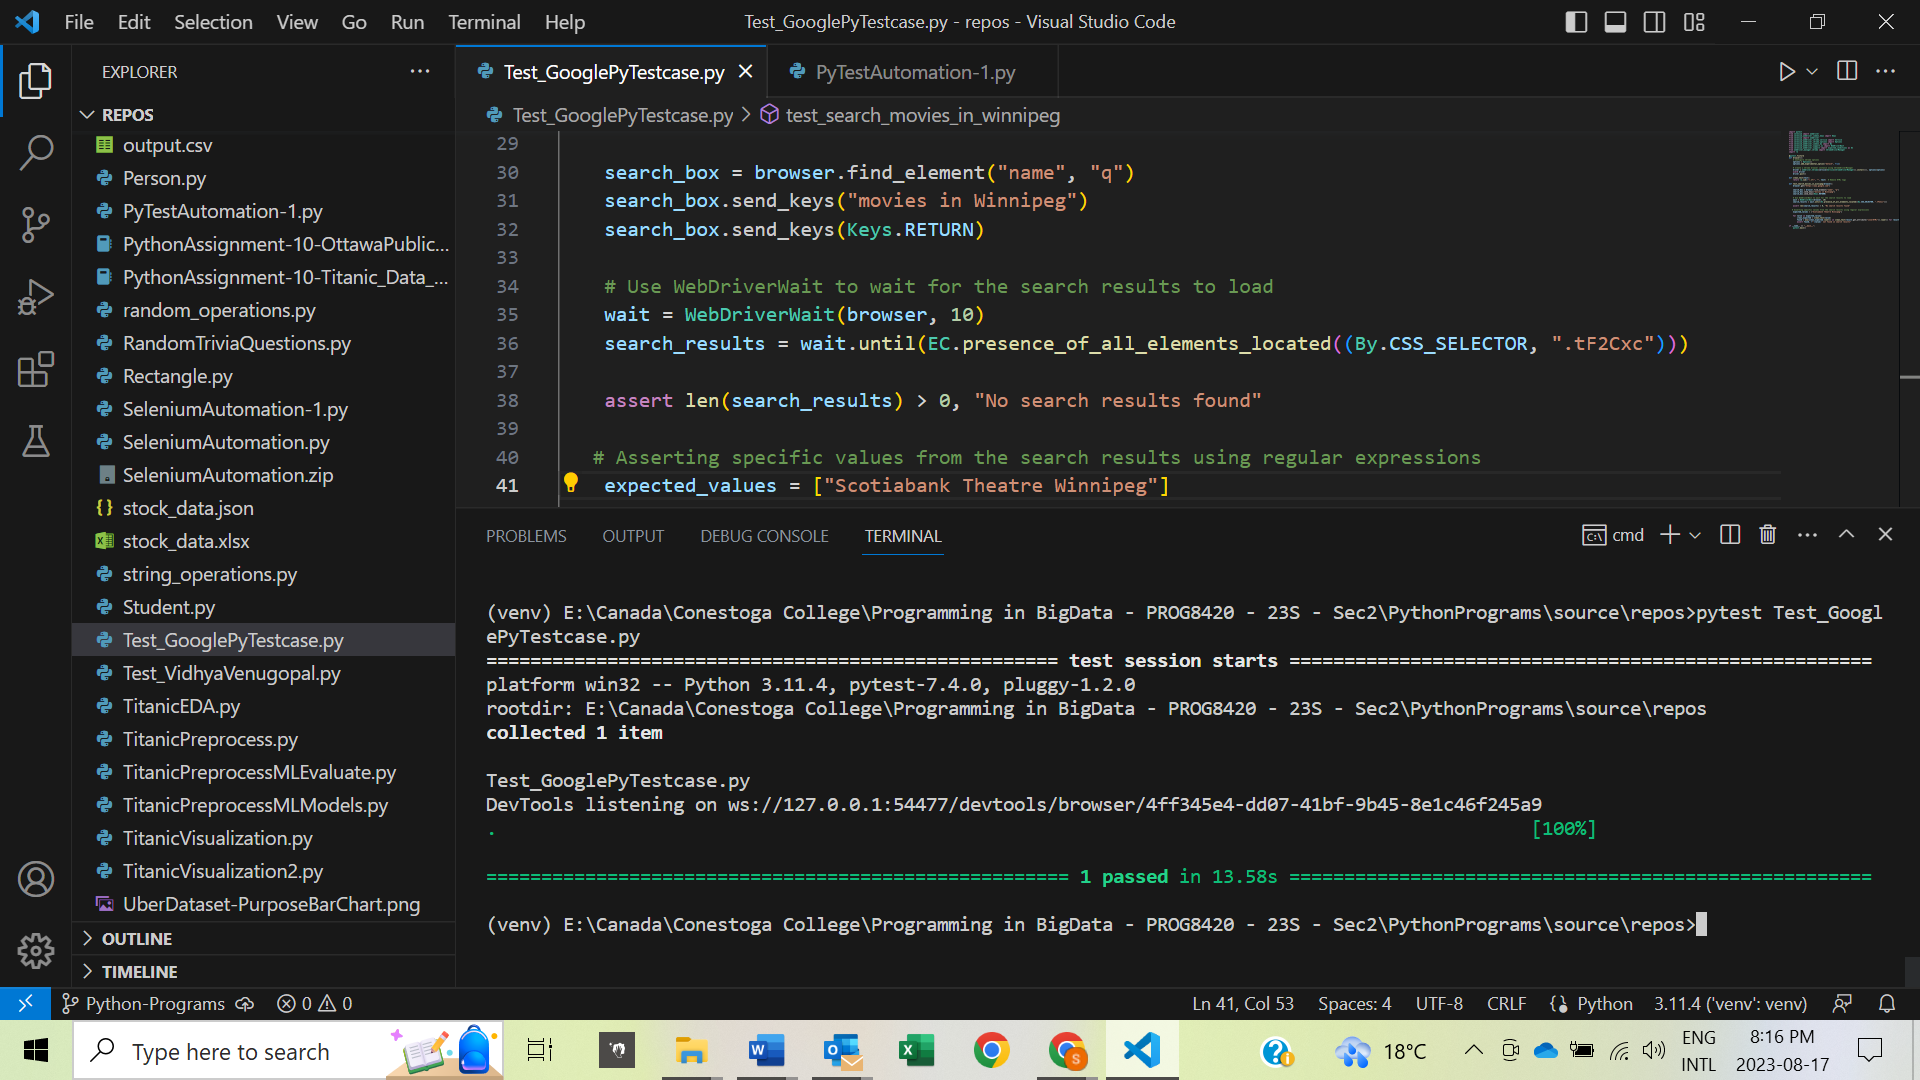 File Edit Selection View Go Run Terminal Help
Test_GooglePyTestcase.py - repos - Visual Studio Code
EXPLORER
REPOS
output.csv
Person.py
PyTestAutomation-1.py
PythonAssignment-10-OttawaPublic...
PythonAssignment-10-Titanic_Data_...
random_operations.py
RandomTriviaQuestions.py
Rectangle.py
SeleniumAutomation-1.py
SeleniumAutomation.py
SeleniumAutomation.zip
stock_data.json
stock_data.xlsx
string_operations.py
Student.py
Test_GooglePyTestcase.py
Test_VidhyaVenugopal.py
TitanicEDA.py
TitanicPreprocess.py
TitanicPreprocessMLEvaluate.py
TitanicPreprocessMLModels.py
TitanicVisualization.py
TitanicVisualization2.py
UberDataset-PurposeBarChart.png
OUTLINE
TIMELINE
Test_GooglePyTestcase.py
PyTestAutomation-1.py
Test_GooglePyTestcase.py > test_search_movies_in_winnipeg
29
30 search_box = browser.find_element("name", "q")
31 search_box.send_keys("movies in Winnipeg")
32 search_box.send_keys(Keys.RETURN)
33
34 # Use WebDriverWait to wait for the search results to load
35 wait = WebDriverWait(browser, 10)
36 search_results = wait.until(EC.presence_of_all_elements_located((By.CSS_SELECTOR, ".tF2Cxc")))
37
38 assert len(search_results) > 0, "No search results found"
39
40 # Asserting specific values from the search results using regular expressions
41 expected_values = ["Scotiabank Theatre Winnipeg"]
PROBLEMS OUTPUT DEBUG CONSOLE TERMINAL
cmd
(venv) E:\Canada\Conestoga College\Programming in BigData - PROG8420 - 23S - Sec2\PythonPrograms\source\repos>pytest Test_Googl
ePyTestcase.py
==================================================== test session starts =====================================================
platform win32 -- Python 3.11.4, pytest-7.4.0, pluggy-1.2.0
rootdir: E:\Canada\Conestoga College\Programming in BigData - PROG8420 - 23S - Sec2\PythonPrograms\source\repos
collected 1 item
Test_GooglePyTestcase.py
DevTools listening on ws://127.0.0.1:54477/devtools/browser/4ff345e4-dd07-41bf-9b45-8e1c46f245a9
. [100%]
===================================================== 1 passed in 13.58s =====================================================
(venv) E:\Canada\Conestoga College\Programming in BigData - PROG8420 - 23S - Sec2\PythonPrograms\source\repos>
Python-Programs 0 0
Ln 41, Col 53 Spaces: 4 UTF-8 CRLF Python 3.11.4 ('venv': venv)
Type here to search
18°C
ENG
INTL
8:16 PM
2023-08-17